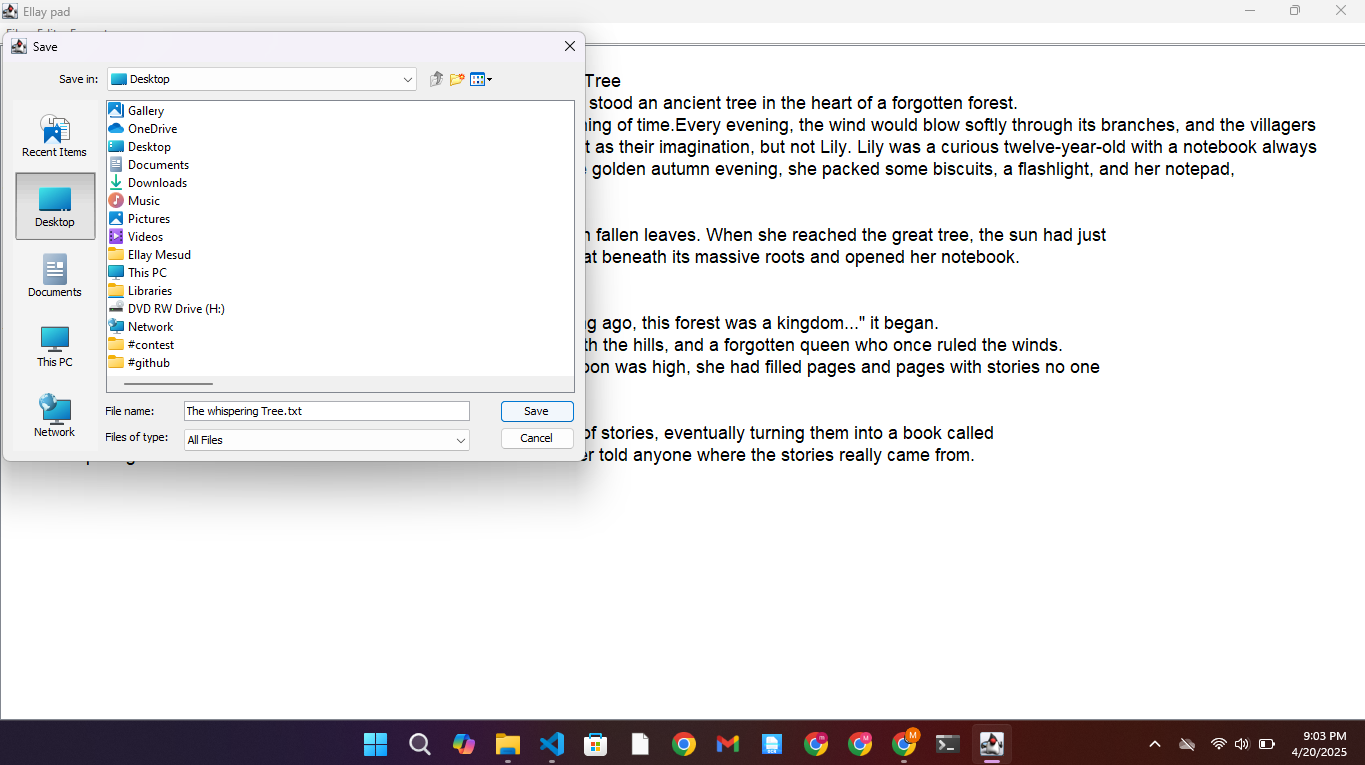 Ellay pad
Save
Save in:
Desktop
Recent Items
Desktop
Documents
This PC
Network
Gallery
OneDrive
Desktop
Documents
Downloads
Music
Pictures
Videos
Ellay Mesud
This PC
Libraries
DVD RW Drive (H:)
Network
#contest
#github
File name:
The whispering Tree.txt
Save
Files of type:
All Files
Cancel
Tree
stood an ancient tree in the heart of a forgotten forest.
of time.Every evening, the wind would blow softly through its branches, and the villagers
as their imagination, but not Lily. Lily was a curious twelve-year-old with a notebook always
golden autumn evening, she packed some biscuits, a flashlight, and her notepad,
fallen leaves. When she reached the great tree, the sun had just
beneath its massive roots and opened her notebook.
ago, this forest was a kingdom..." it began.
the hills, and a forgotten queen who once ruled the winds.
was high, she had filled pages and pages with stories no one
of stories, eventually turning them into a book called
told anyone where the stories really came from.
9:03 PM
4/20/2025